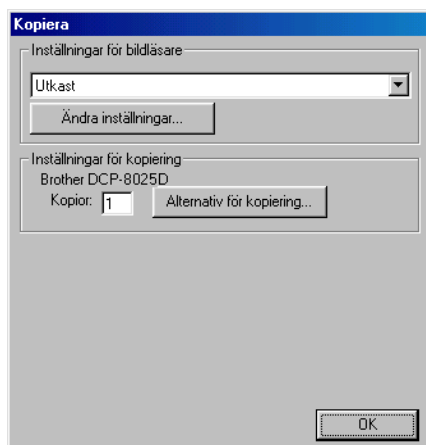 Kopiera
Inställningar för bildläsare
Utkast
Ändra inställningar...
Inställningar för kopiering
Brother DCP-8025D
Kopior: 1 Alternativ för kopiering...
OK